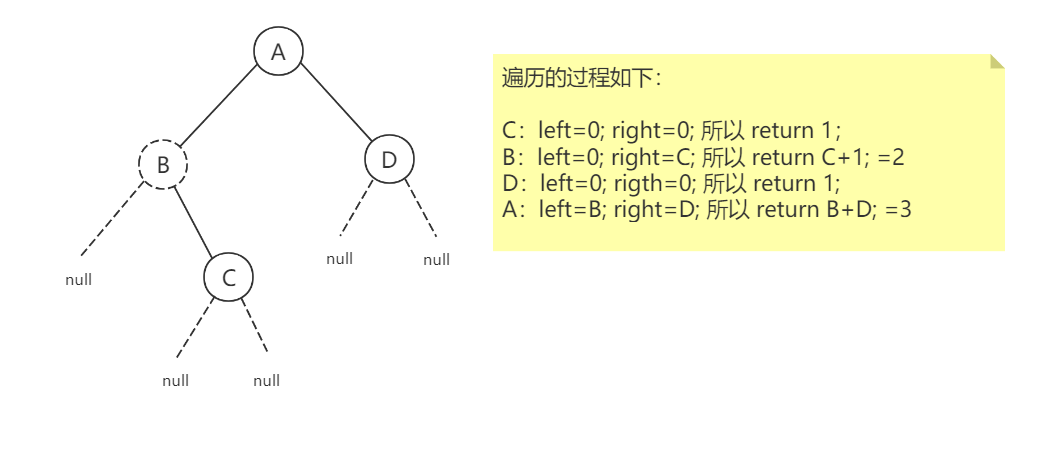 A
B
D
C
null
null
null
null
null
遍历的过程如下：
C：left=0; right=0; 所以 return 1;
B：left=0; right=C; 所以 return C+1; =2
D：left=0; rigth=0; 所以 return 1;
A：left=B; right=D; 所以 return B+D; =3